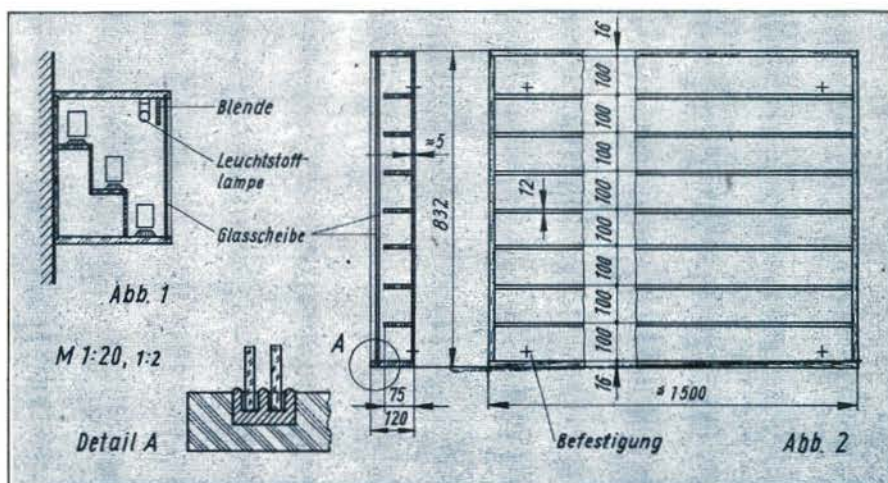 Blende
Leuchtstoff-
lampe
Glasscheibe
Abb. 1
M 1:20, 1:2
Detail A
A
≈5
832
75
120
16
100
100
100
100
100
100
100
100
16
12
≈ 1500
Befestigung
Abb. 2